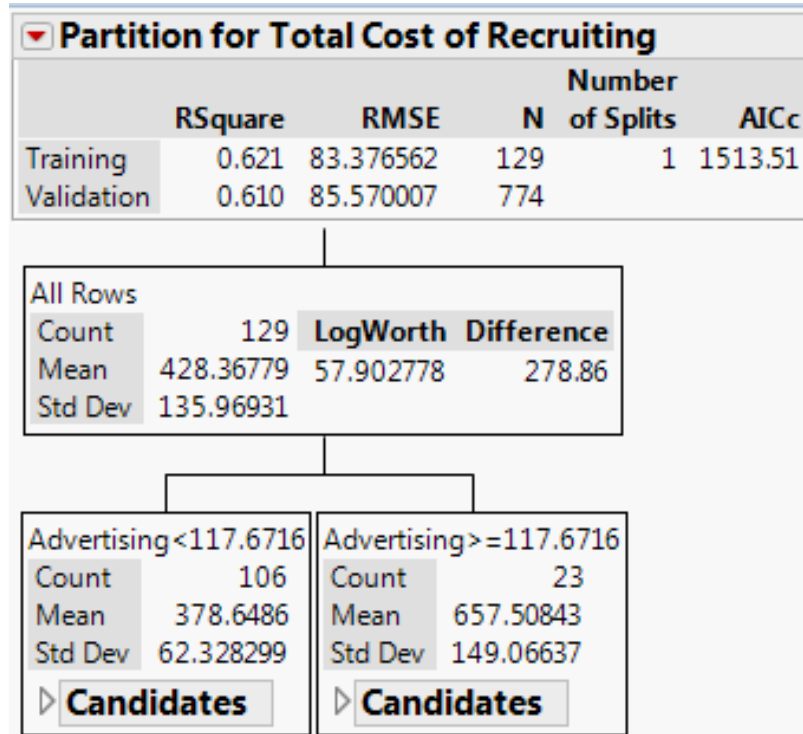 Partition for Total Cost of Recruiting
Number
RSquare RMSE N of Splits AICc
Training 0.621 83.376562 129 1 1513.51
Validation 0.610 85.570007 774
All Rows
Count 129 LogWorth Difference
Mean 428.36779 57.902778 278.86
Std Dev 135.96931
Advertising<117.6716
Count 106
Mean 378.6486
Std Dev 62.328299
Candidates
Advertising>=117.6716
Count 23
Mean 657.50843
Std Dev 149.06637
Candidates